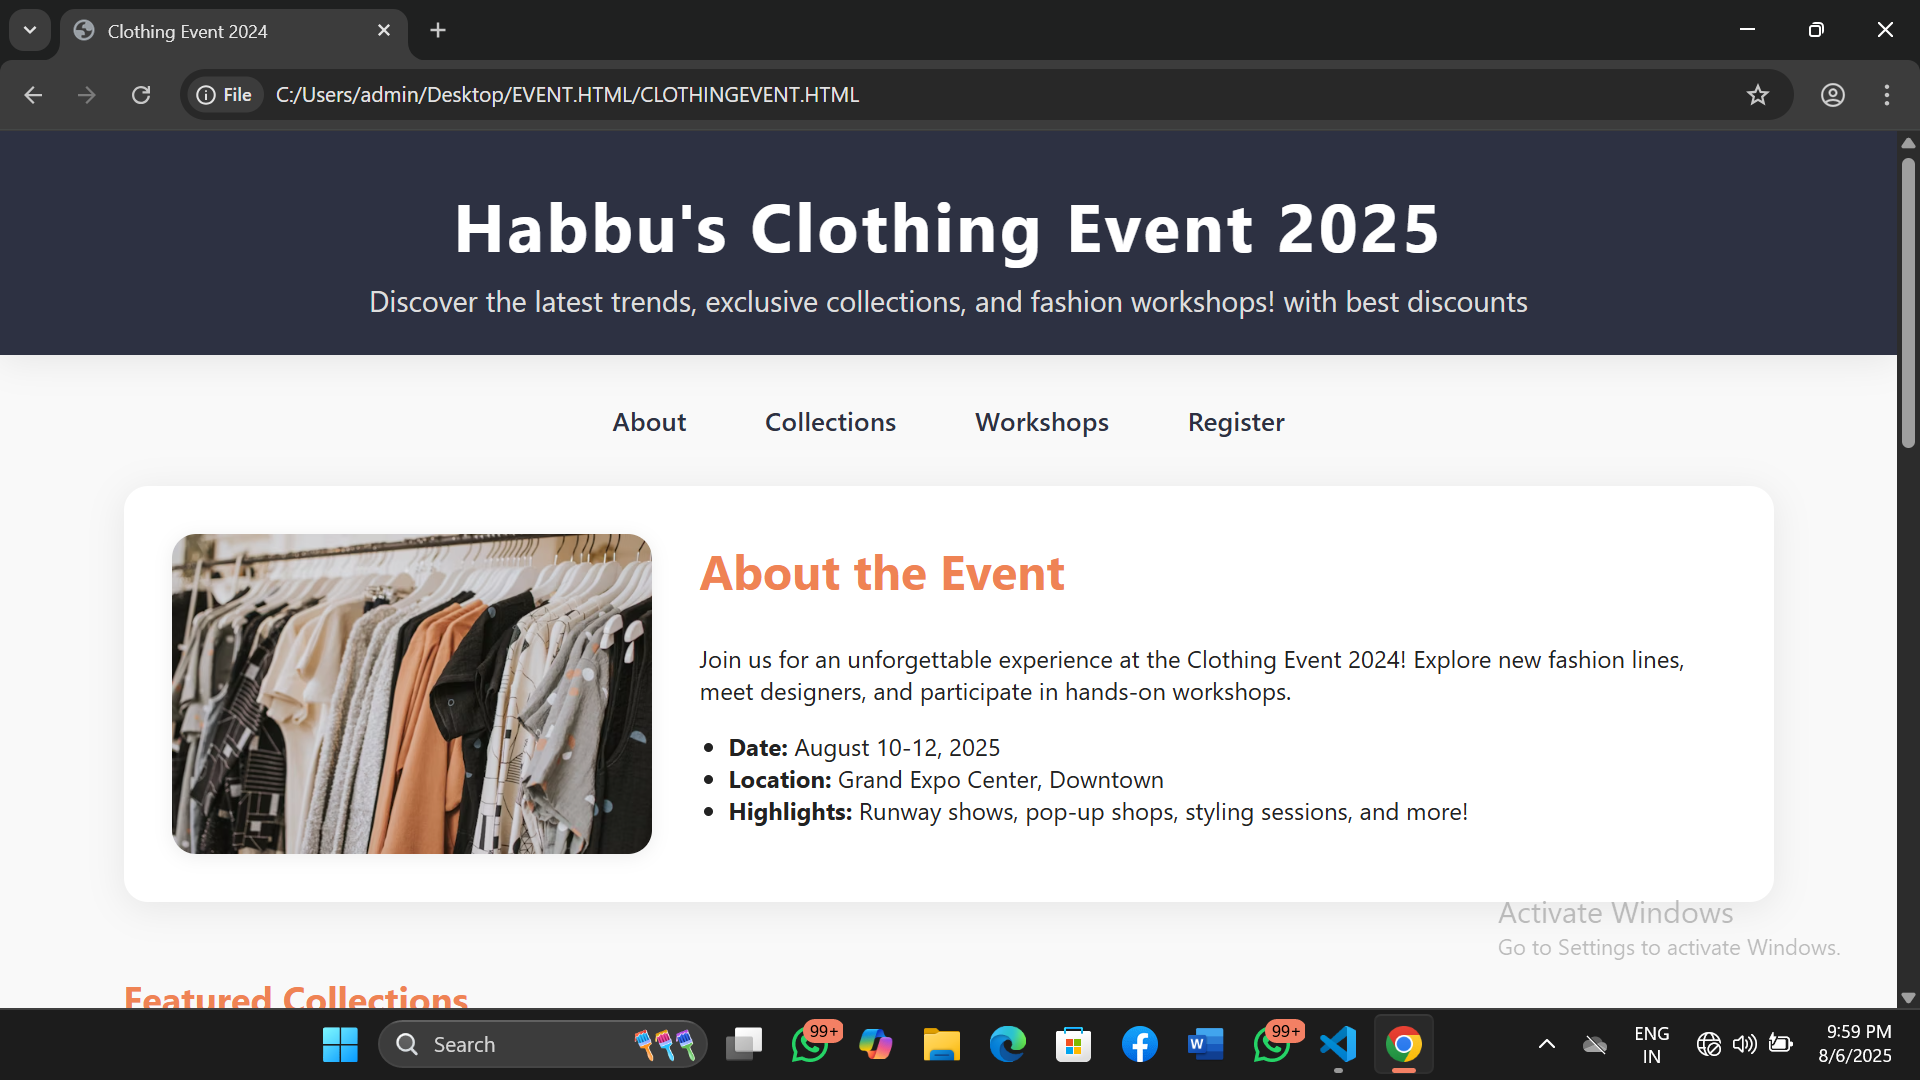 Clothing Event 2024
File
C:/Users/admin/Desktop/EVENT.HTML/CLOTHINGEVENT.HTML
Habbu's Clothing Event 2025
Discover the latest trends, exclusive collections, and fashion workshops! with best discounts
About Collections Workshops Register
About the Event
Join us for an unforgettable experience at the Clothing Event 2024! Explore new fashion lines,
meet designers, and participate in hands-on workshops.
Date: August 10-12, 2025
Location: Grand Expo Center, Downtown
Highlights: Runway shows, pop-up shops, styling sessions, and more!
Activate Windows
Go to Settings to activate Windows.
Featured Collections
Search
99+
W
99+
ENG
IN
9:59 PM
8/6/2025